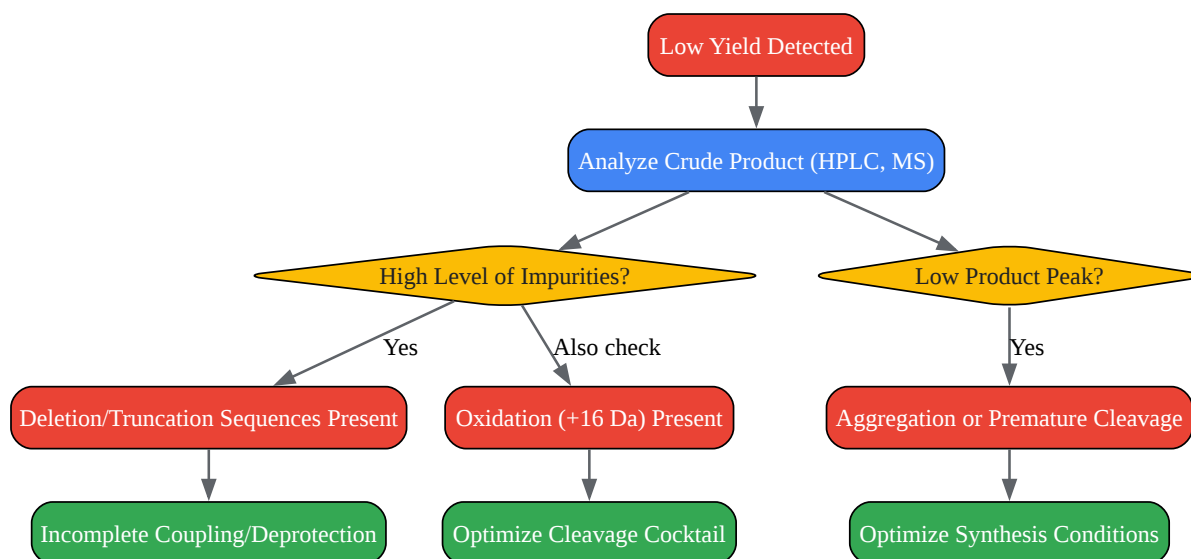 Low Yield Detected
Analyze Crude Product (HPLC, MS)
High Level of Impurities?
Low Product Peak?
Yes
Also check
Yes
Deletion/Truncation Sequences Present
Oxidation (+16 Da) Present
Aggregation or Premature Cleavage
Incomplete Coupling/Deprotection
Optimize Cleavage Cocktail
Optimize Synthesis Conditions